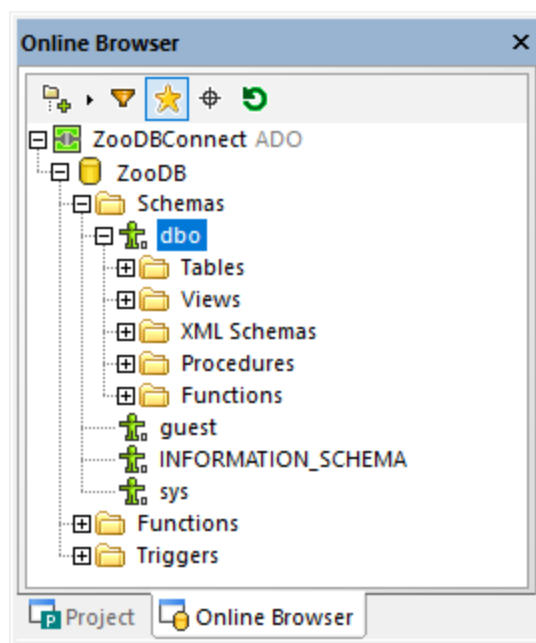 Online Browser
ZooDBConnect ADO
ZooDB
Schemas
dbo
Tables
Views
XML Schemas
Procedures
Functions
guest
INFORMATION_SCHEMA
sys
Functions
Triggers
Project Online Browser